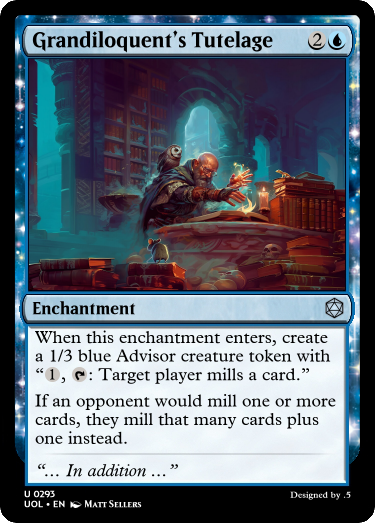 Grandiloquent's Tutelage 2
Enchantment
When this enchantment enters, create
a 1/3 blue Advisor creature token with
“1, : Target player mills a card.”
If an opponent would mill one or more
cards, they mill that many cards plus
one instead.
“… In addition …”
U 0293
UOL • EN Matt Sellers
Designed by .5